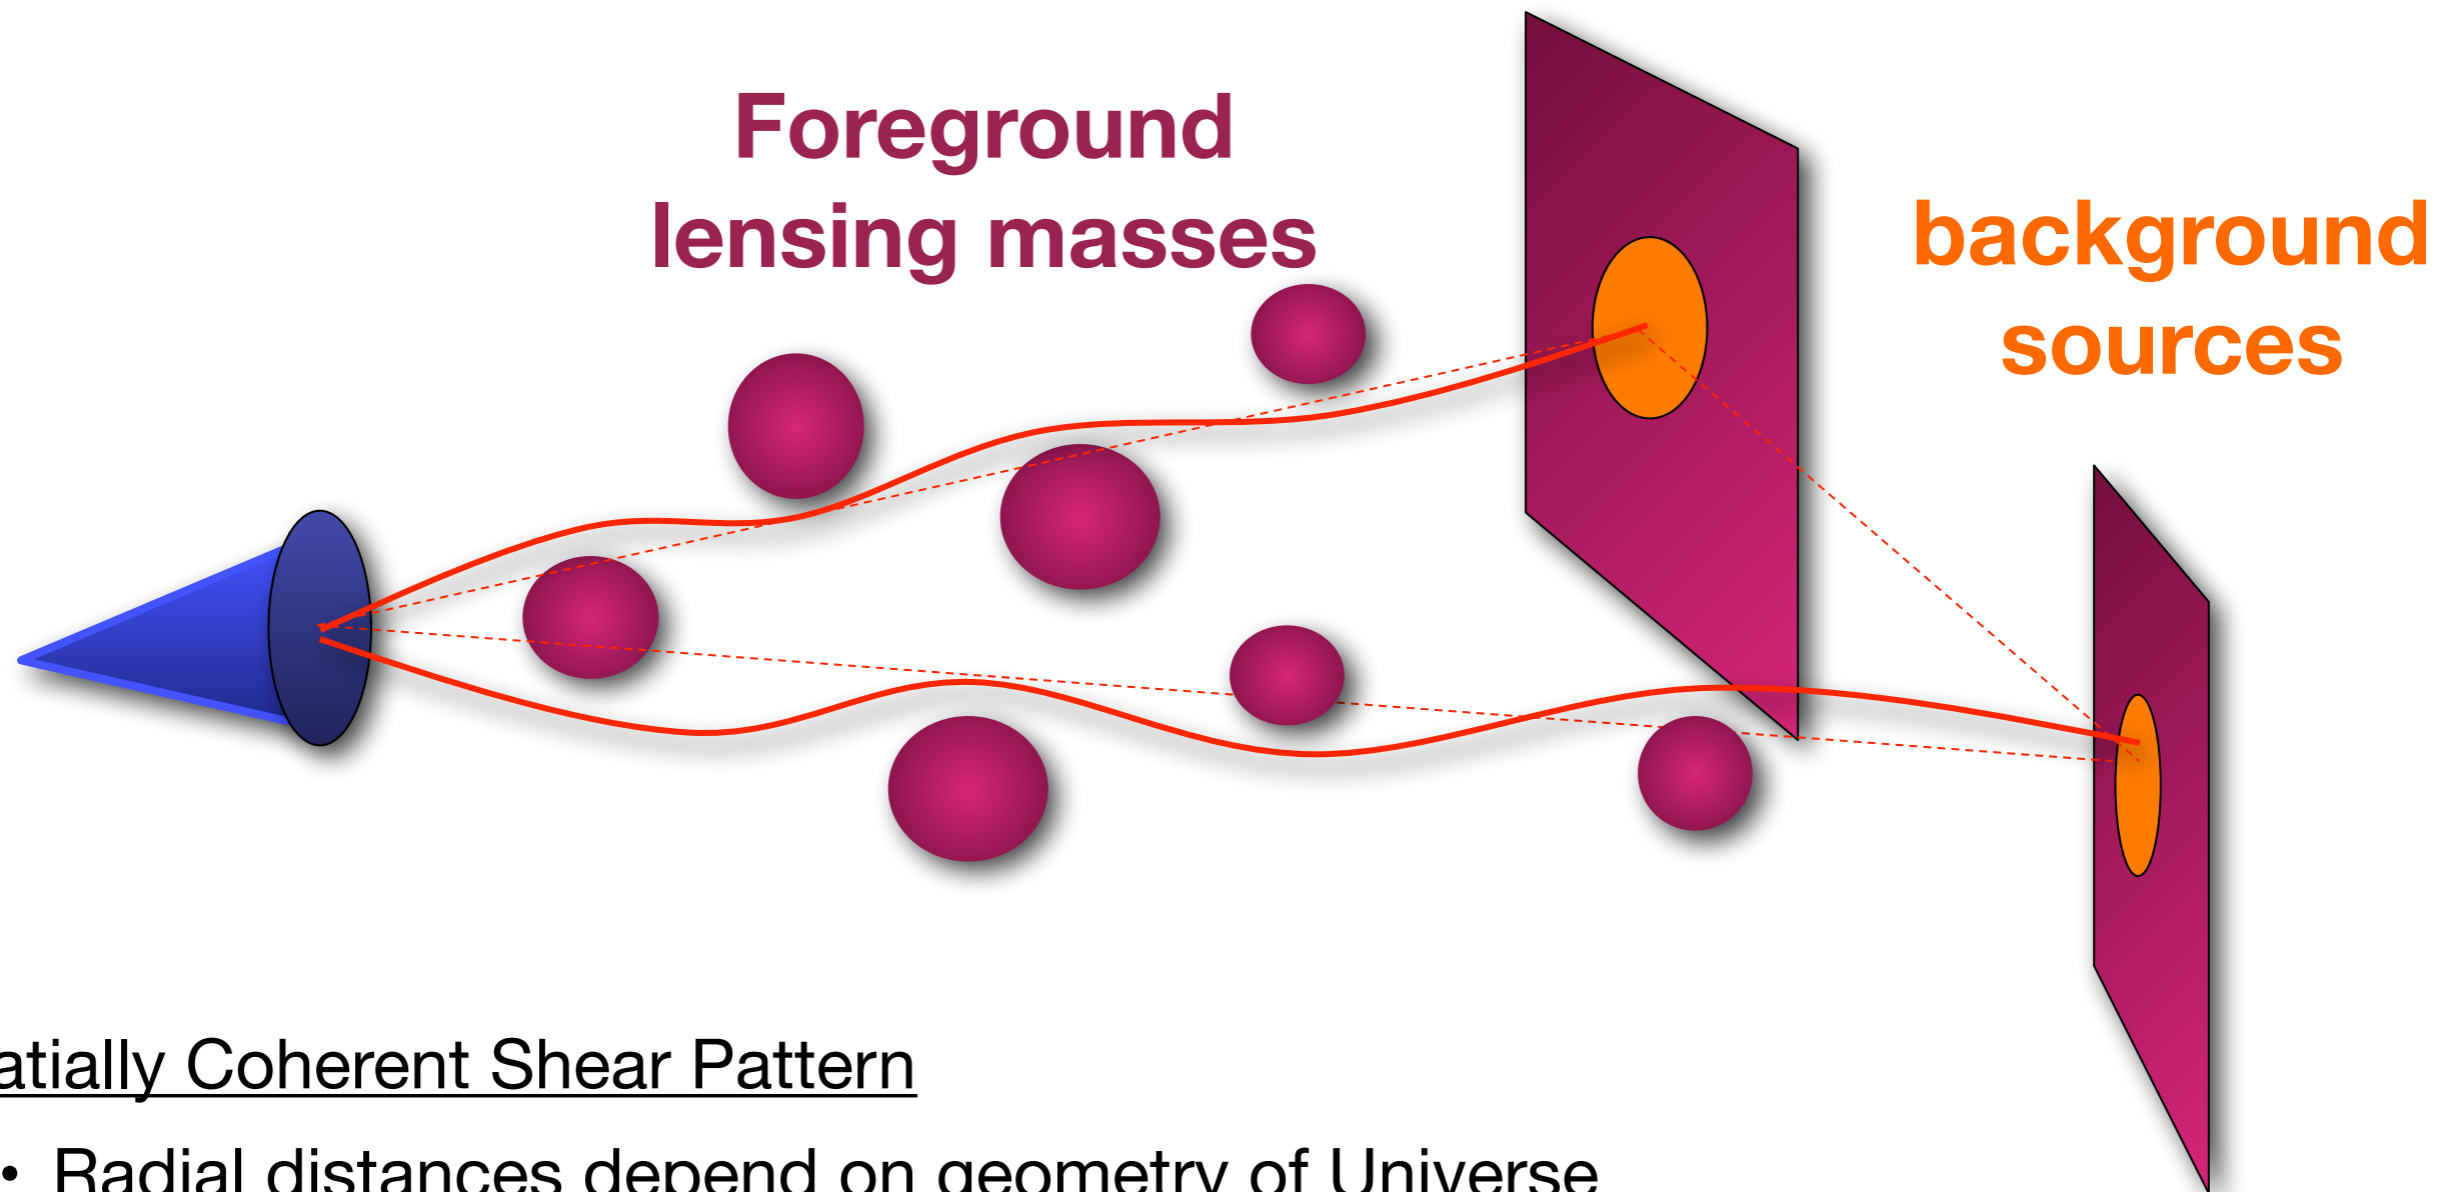 Foreground
lensing masses
background
sources
atially Coherent Shear Pattern
• Radial distances depend on geometry of Universe